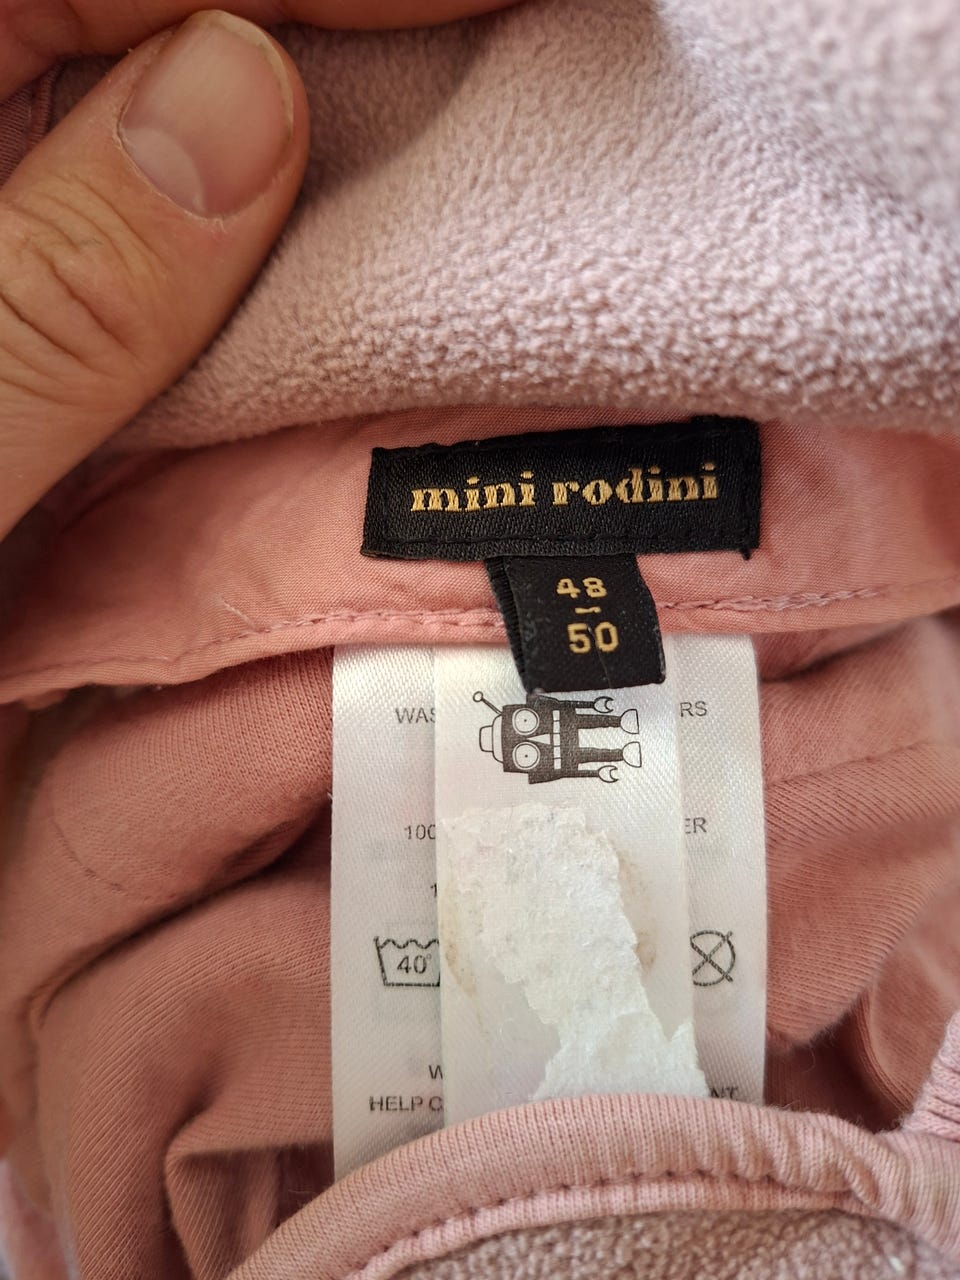 mini rodini
48
–
50
WAS RS
100 ER
1
40°
W
HELP C NT